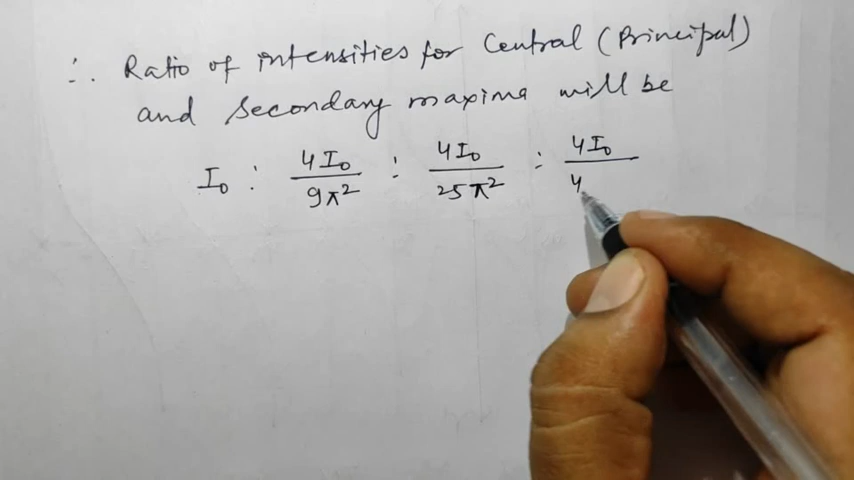 ∴ Ratio of intensities for Central (Principal)
and secondary maxima will be
I₀ : 4I₀/9π² : 4I₀/25π² : 4I₀/4